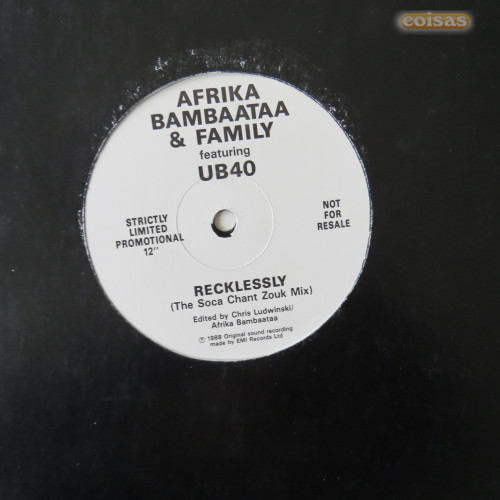 coisas
AFRIKA
BAMBAATAA
& FAMILY
featuring
UB40
STRICTLY
LIMITED
PROMOTIONAL
12"
NOT
FOR
RESALE
RECKLESSLY
(The Soca Chant Zouk Mix)
Edited by Chris Ludwinski/
Afrika Bambaataa
℗ 1988 Original sound recording
made by EMI Records Ltd